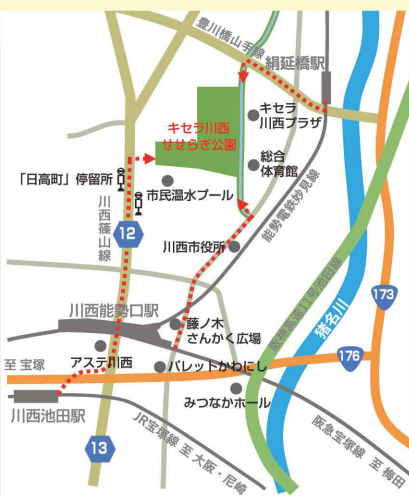 豊川橋山手線
絹延橋駅
キセラ
川西プラザ
キセラ川西
せせらぎ公園
総合
体育館
「日高町」停留所
市民温水プール
能勢電鉄妙見線
川西篠山線
12
川西市役所
阪神高速11号池田線
猪名川
173
川西能勢口駅
藤ノ木
さんかく広場
アステ川西
パレットかわにし
176
至 宝塚
みつなかホール
川西池田駅
13
JR宝塚線 至 大阪・尼崎
阪急宝塚線 至 梅田